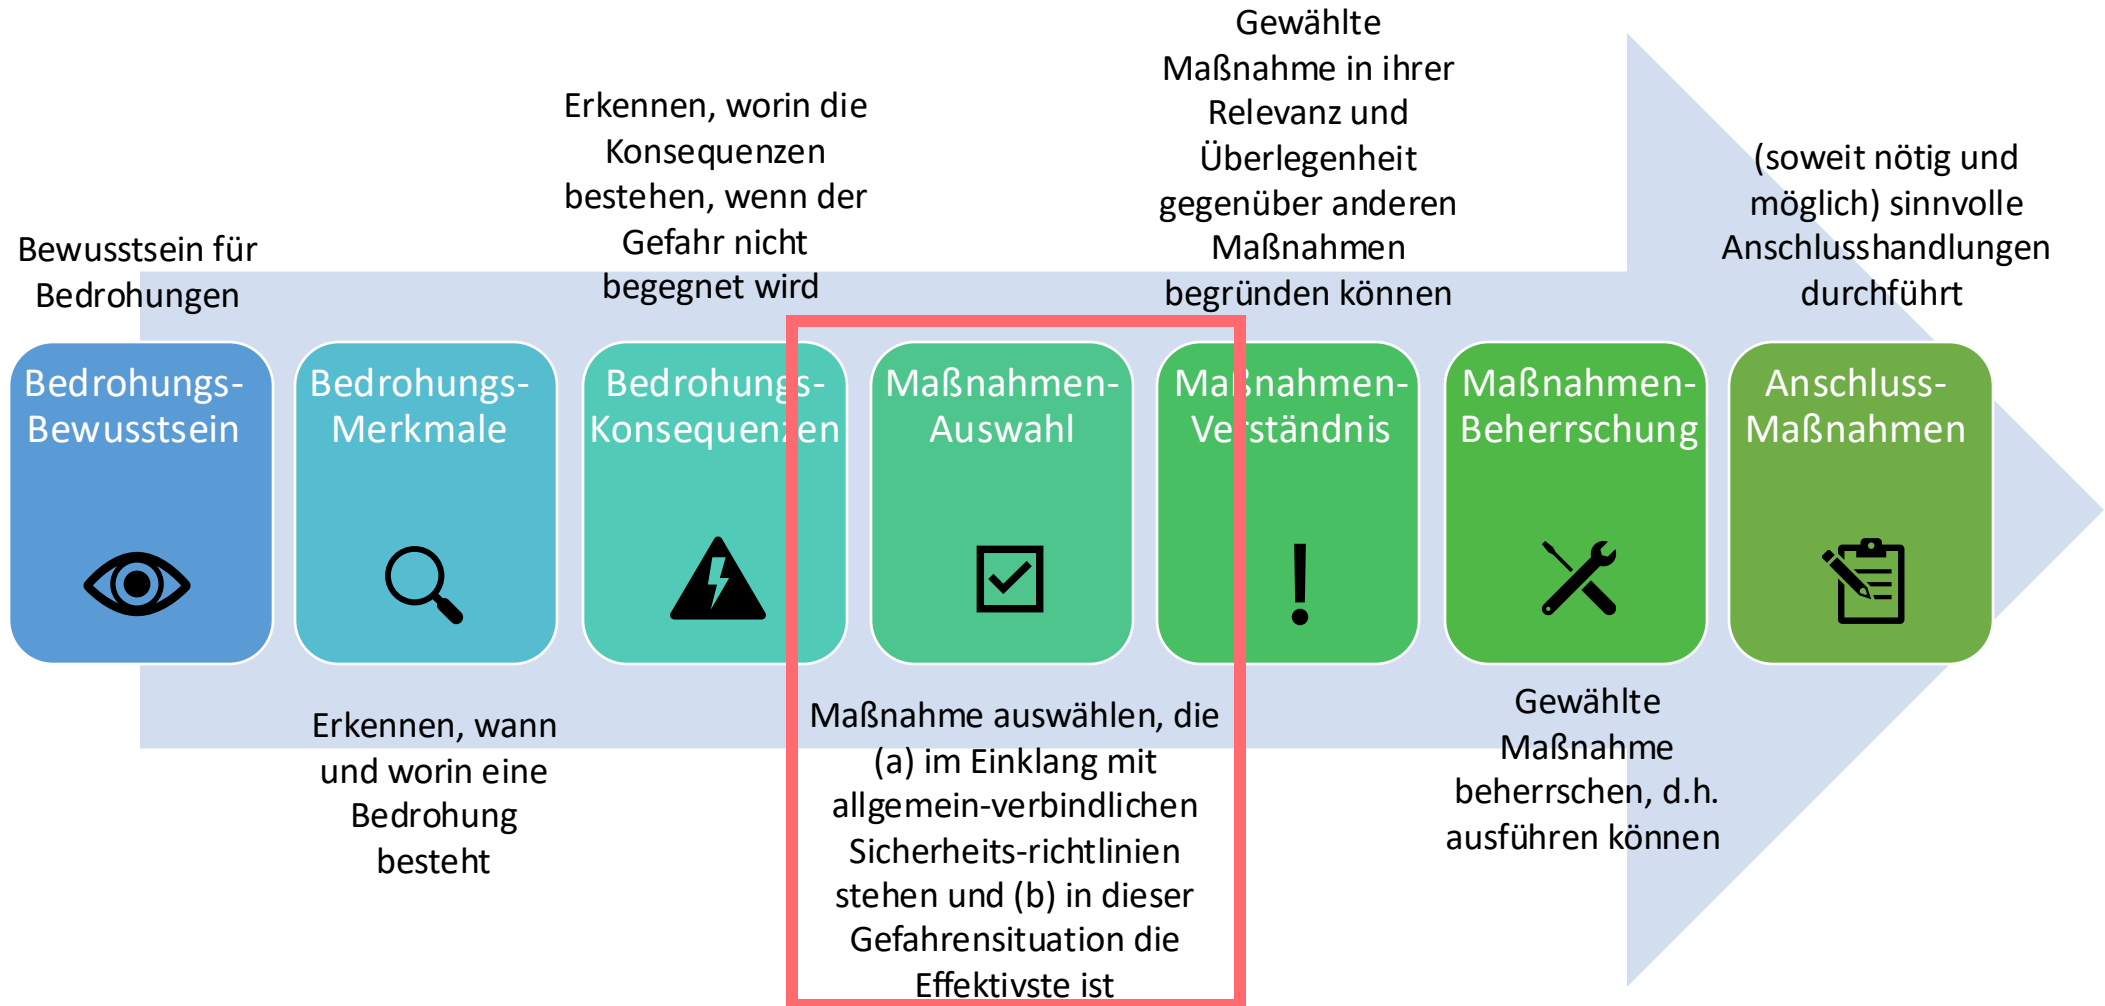 Bewusstsein für
Bedrohungen
Bedrohungs-
Bewusstsein
Bedrohungs-
Merkmale
Erkennen, wann
und worin eine
Bedrohung
besteht
Erkennen, worin die
Konsequenzen
bestehen, wenn der
Gefahr nicht
begegnet wird
Bedrohungs-
Konsequenzen
Maßnahmen-
Auswahl
Maßnahme auswählen, die
(a) im Einklang mit
allgemein-verbindlichen
Sicherheits-richtlinien
stehen und (b) in dieser
Gefahrensituation die
Effektivste ist
Gewählte
Maßnahme in ihrer
Relevanz und
Überlegenheit
gegenüber anderen
Maßnahmen
begründen können
Maßnahmen-
Verständnis
Maßnahmen-
Beherrschung
Gewählte
Maßnahme
beherrschen, d.h.
ausführen können
(soweit nötig und
möglich) sinnvolle
Anschlusshandlungen
durchführt
Anschluss-
Maßnahmen